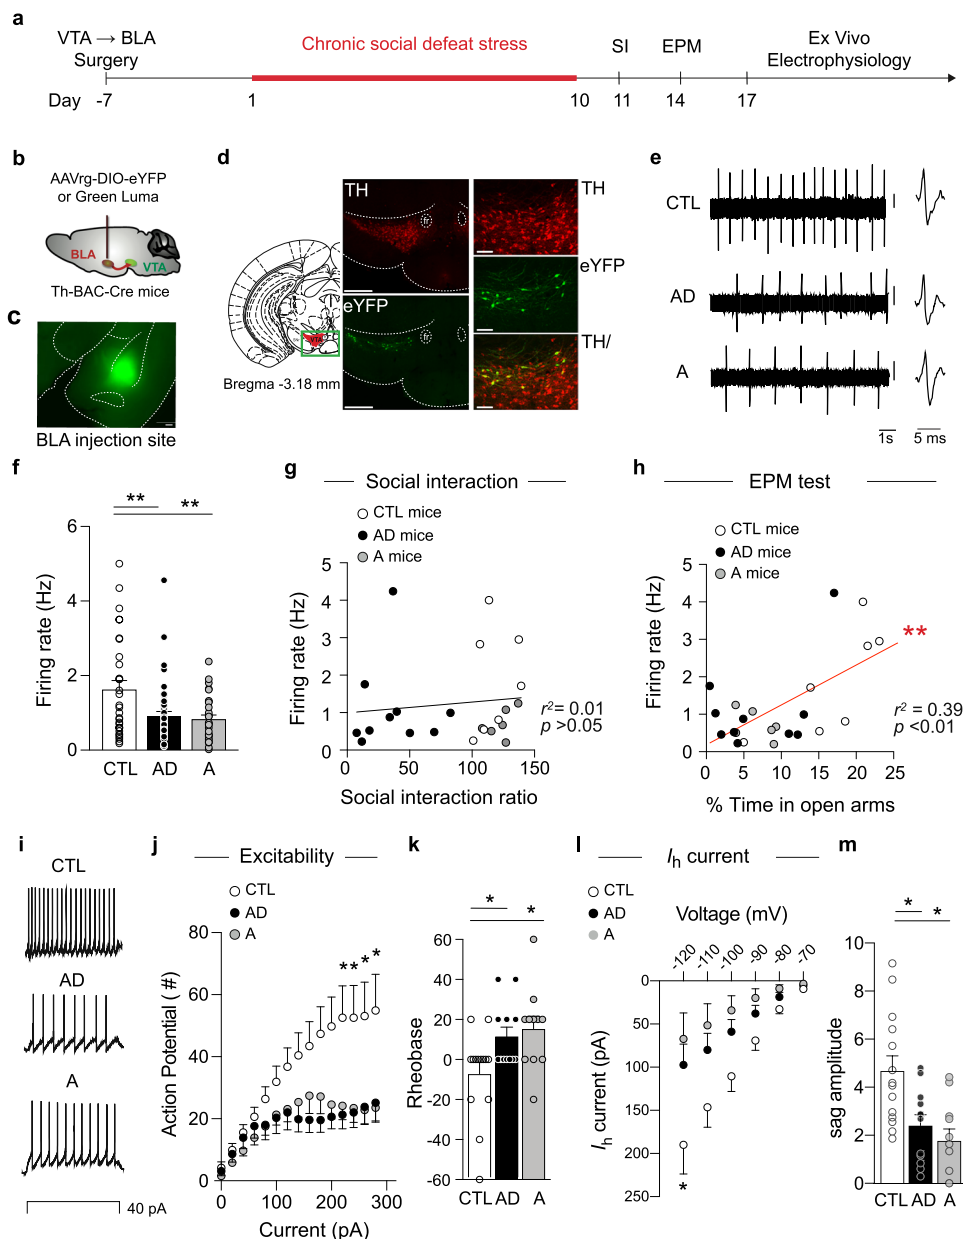 a
VTA → BLA
Surgery
Chronic social defeat stress
SI
EPM
Ex Vivo
Electrophysiology
Day -7
1
10
11
14
17
b
AAVrg-DIO-eYFP
or Green Luma
BLA
VTA
Th-BAC-Cre mice
c
BLA injection site
d
TH
fr
eYFP
fr
VTA
Bregma -3.18 mm
TH
eYFP
TH/
e
CTL
AD
A
1s
5 ms
f
** **
Firing rate (Hz)
6
4
2
0
CTL AD A
g
Social interaction
CTL mice
AD mice
A mice
Firing rate (Hz)
5
4
3
2
1
0
0 50 100 150
Social interaction ratio
r²= 0.01
p >0.05
h
EPM test
CTL mice
AD mice
A mice
Firing rate (Hz)
5
4
3
2
1
0
0 5 10 15 20 25
% Time in open arms
**
r² = 0.39
p <0.01
i
CTL
AD
A
40 pA
j
Excitability
CTL
AD
A
Action Potential (#)
80
60
40
20
0
0 100 200 300
Current (pA)
** * *
k
* *
Rheobase
60
40
20
0
-20
-40
-60
CTL AD A
l
Ih current
CTL
AD
A
Voltage (mV)
-120 -110 -100 -90 -80 -70
0
50
100
150
200
250
Ih current (pA)
*
m
* *
sag amplitude
10
8
6
4
2
0
CTL AD A